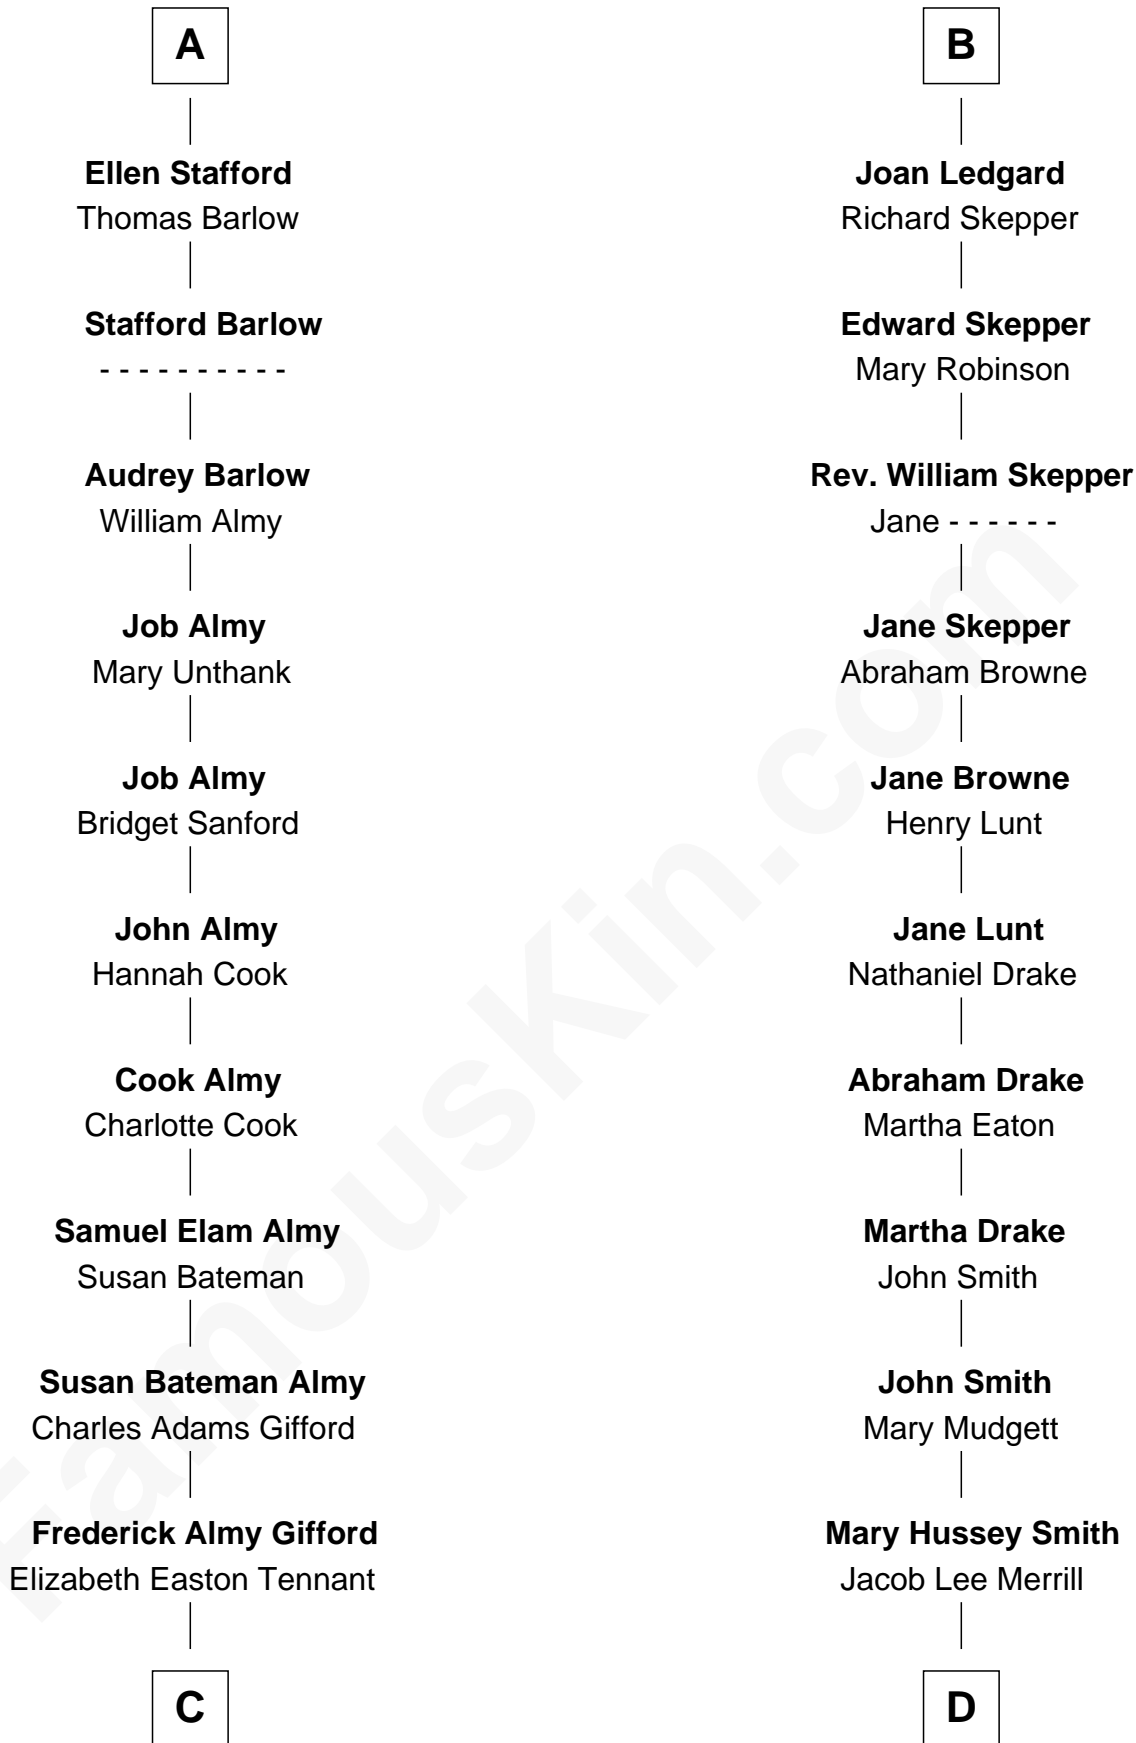 A
Ellen Stafford
Thomas Barlow
Stafford Barlow
- - - - - - - - - -
Audrey Barlow
William Almy
Job Almy
Mary Unthank
Job Almy
Bridget Sanford
John Almy
Hannah Cook
Cook Almy
Charlotte Cook
Samuel Elam Almy
Susan Bateman
Susan Bateman Almy
Charles Adams Gifford
Frederick Almy Gifford
Elizabeth Easton Tennant
C
B
Joan Ledgard
Richard Skepper
Edward Skepper
Mary Robinson
Rev. William Skepper
Jane - - - - - -
Jane Skepper
Abraham Browne
Jane Browne
Henry Lunt
Jane Lunt
Nathaniel Drake
Abraham Drake
Martha Eaton
Martha Drake
John Smith
John Smith
Mary Mudgett
Mary Hussey Smith
Jacob Lee Merrill
D
FamousKin.com